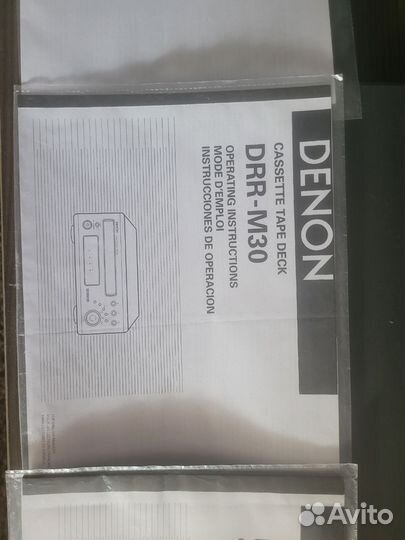 DENON
CASSETTE TAPE DECK
DRR-M30
OPERATING INSTRUCTIONS
MODE D'EMPLOI
INSTRUCCIONES DE OPERACION
Avito